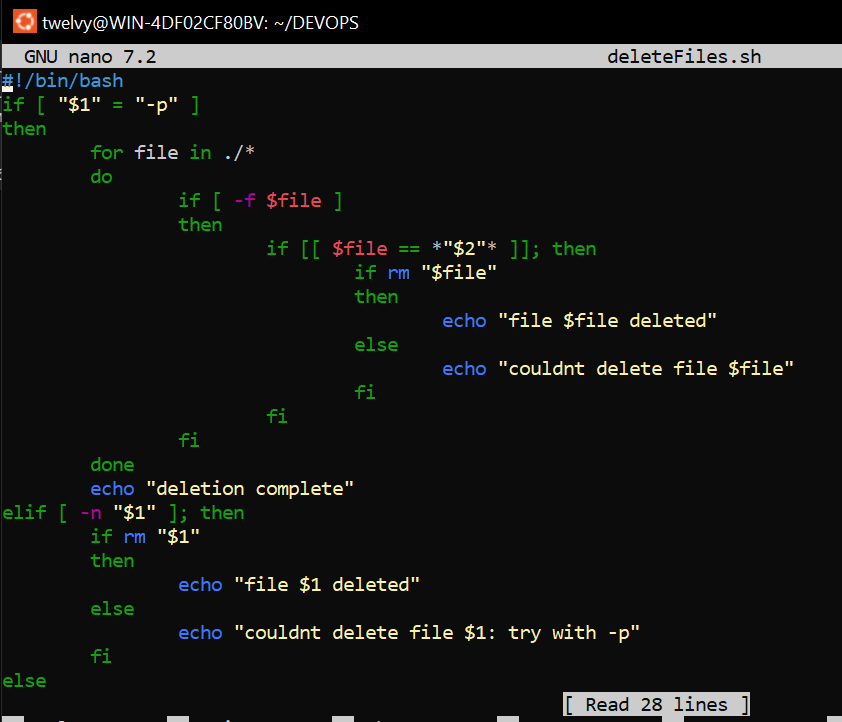 twelvy@WIN-4DF02CF80BV: ~/DEVOPS
GNU nano 7.2 deleteFiles.sh
#!/bin/bash
if [ "$1" = "-p" ]
then
for file in ./*
do
if [ -f $file ]
then
if [[ $file == *"$2"* ]]; then
if rm "$file"
then
echo "file $file deleted"
else
echo "couldnt delete file $file"
fi
fi
fi
done
echo "deletion complete"
elif [ -n "$1" ]; then
if rm "$1"
then
echo "file $1 deleted"
else
echo "couldnt delete file $1: try with -p"
fi
else
[ Read 28 lines ]